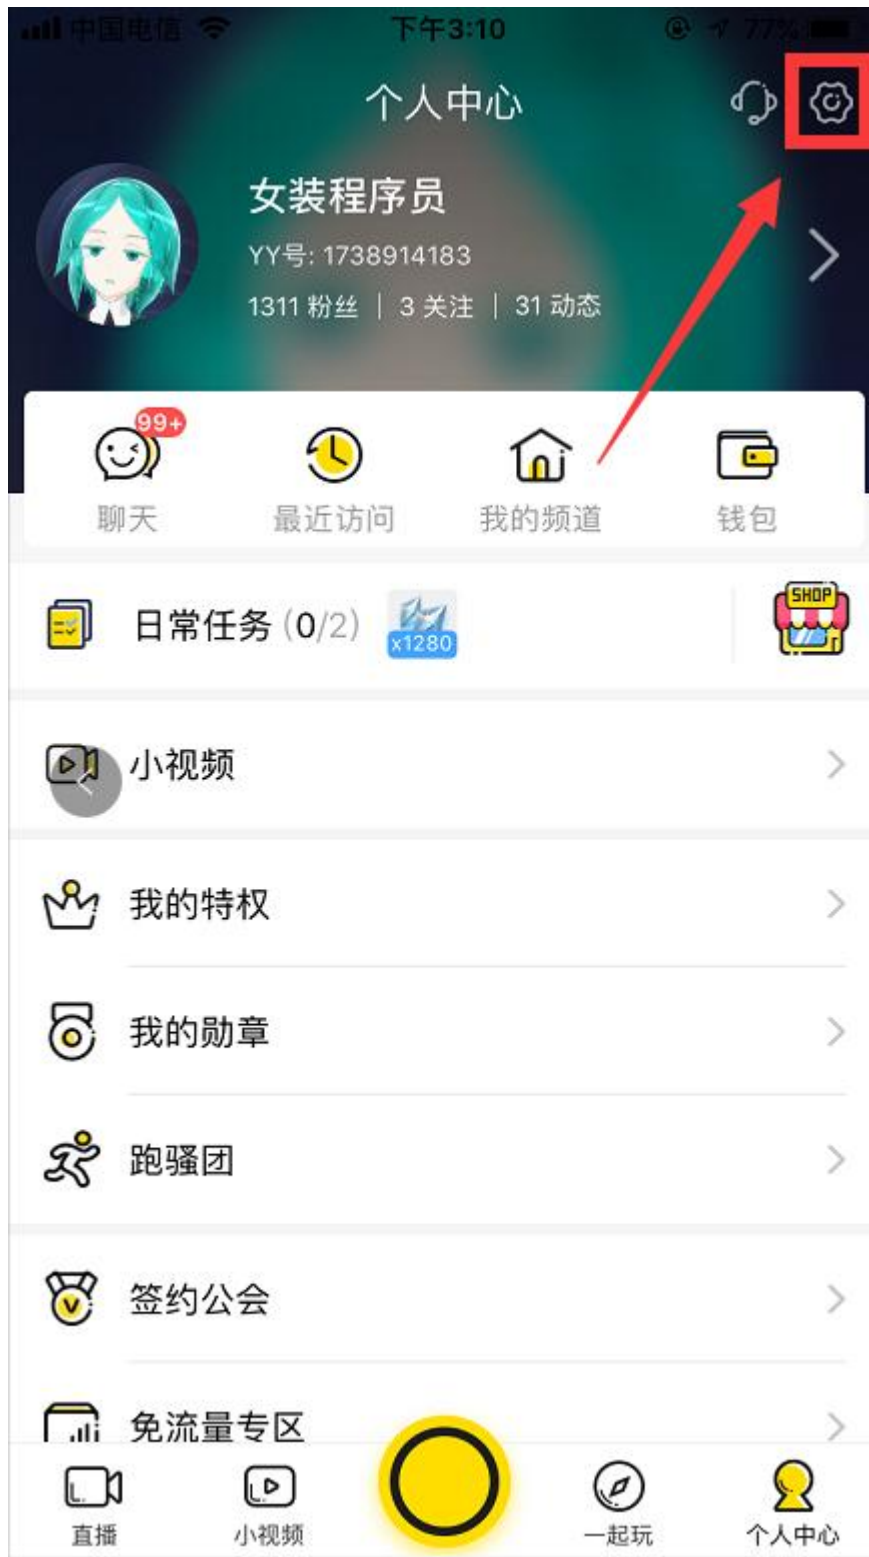 中国电信 下午3:10 77%
个人中心
女装程序员
YY号: 1738914183
1311 粉丝 | 3 关注 | 31 动态
99+
聊天 最近访问 我的频道 钱包
日常任务 (0/2) x1280 SHOP
小视频
我的特权
我的勋章
跑骚团
签约公会
免流量专区
直播 小视频 一起玩 个人中心